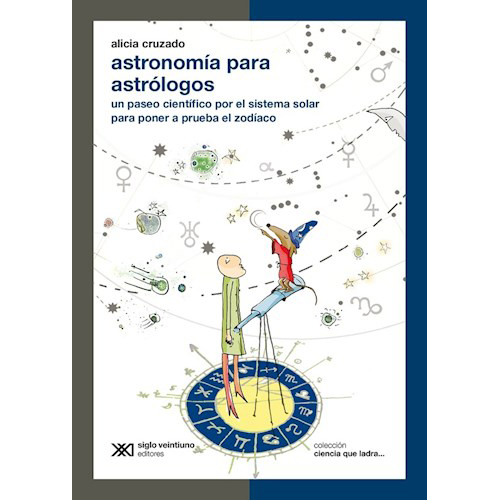 alicia cruzado
astronomía para
astrólogos
un paseo científico por el sistema solar
para poner a prueba el zodíaco
siglo veintiuno
editores
colección
ciencia que ladra...